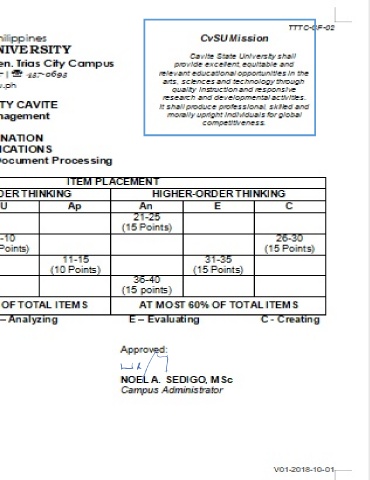 TTTC-QF-02
hilippines
NIVERSITY
en. Trias City Campus
| ☎ 437-0693
u.ph
CvSU Mission
Cavite State University shall
provide excellent, equitable and
relevant educational opportunities in the
arts, sciences and technology through
quality instruction and responsive
research and developmental activities.
It shall produce professional, skilled and
morally upright individuals for global
competitiveness.
TY CAVITE
nagement
NATION
ICATIONS
Document Processing
ITEM PLACEMENT
DER THINKING HIGHER-ORDER THINKING
U Ap An E C
21-25
(15 Points)
-10 26-30
Points) (15 Points)
11-15 31-35
(10 Points) (15 Points)
36-40
(15 points)
OF TOTAL ITEMS AT MOST 60% OF TOTAL ITEMS
– Analyzing E – Evaluating C - Creating
Approved:
NOEL A. SEDIGO, MSc
Campus Administrator
V01-2018-10-01